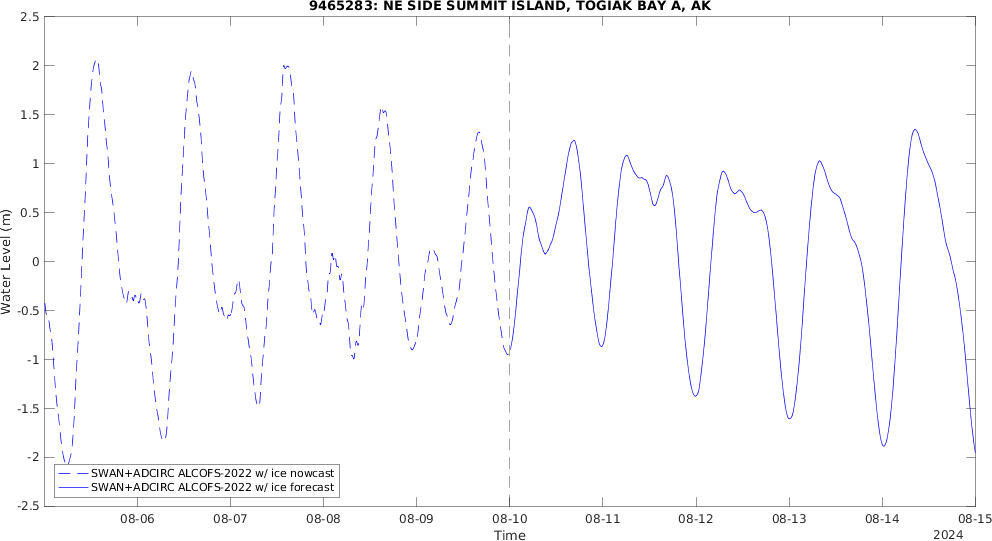 9465283: NE SIDE SUMMIT ISLAND, TOGIAK BAY A, AK
2.5
2
1.5
1
0.5
0
-0.5
-1
-1.5
-2
-2.5
Water Level (m)
SWAN+ADCIRC ALCOFS-2022 w/ ice nowcast
SWAN+ADCIRC ALCOFS-2022 w/ ice forecast
08-06 08-07 08-08 08-09 08-10 08-11 08-12 08-13 08-14 08-15
Time
2024